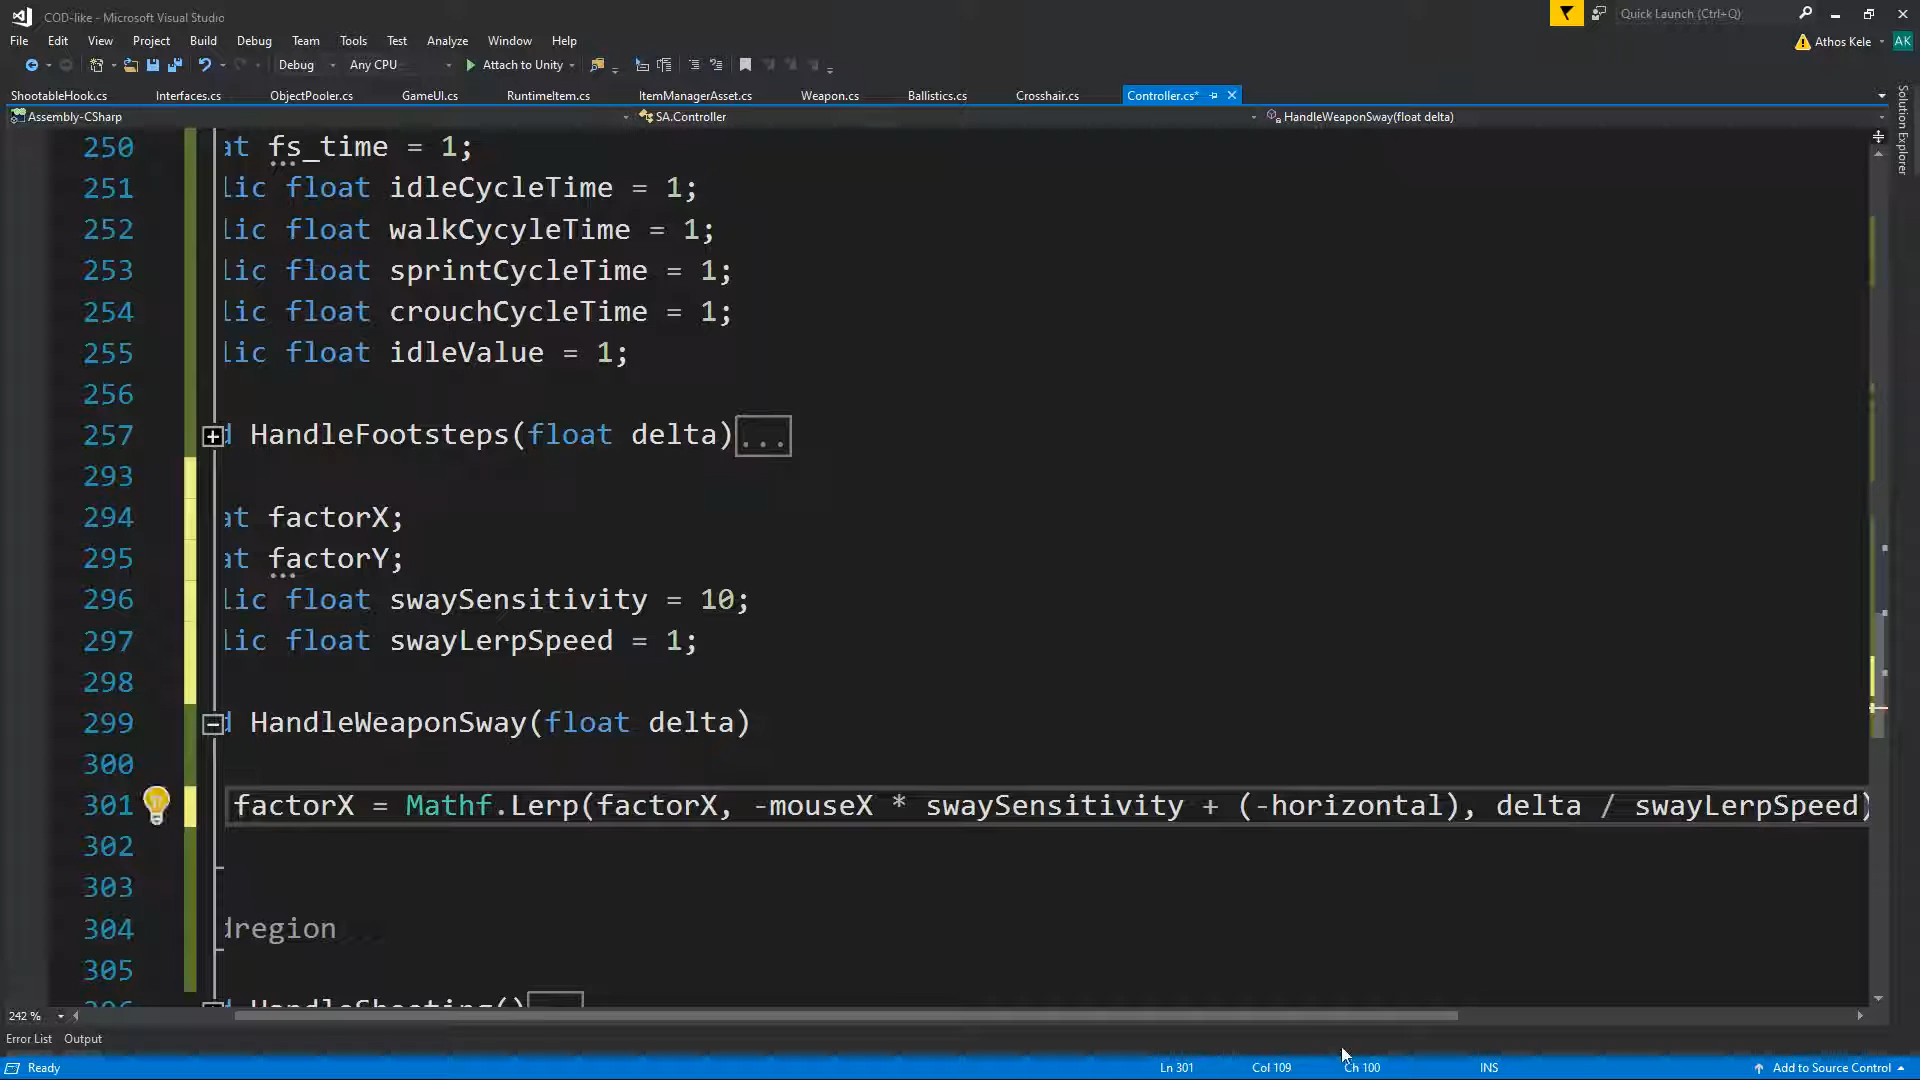 COD-like - Microsoft Visual Studio
Quick Launch (Ctrl+Q)
File Edit View Project Build Debug Team Tools Test Analyze Window Help
Athos Kele AK
Debug Any CPU Attach to Unity
ShootableHook.cs Interfaces.cs ObjectPooler.cs GameUI.cs RuntimeItem.cs ItemManagerAsset.cs Weapon.cs Ballistics.cs Crosshair.cs Controller.cs*
Assembly-CSharp SA.Controller HandleWeaponSway(float delta)
Solution Explorer
250 at fs_time = 1;
251 lic float idleCycleTime = 1;
252 lic float walkCycyleTime = 1;
253 lic float sprintCycleTime = 1;
254 lic float crouchCycleTime = 1;
255 lic float idleValue = 1;
256
257 d HandleFootsteps(float delta)...
293
294 at factorX;
295 at factorY;
296 lic float swaySensitivity = 10;
297 lic float swayLerpSpeed = 1;
298
299 d HandleWeaponSway(float delta)
300
301 factorX = Mathf.Lerp(factorX, -mouseX * swaySensitivity + (-horizontal), delta / swayLerpSpeed)
302
303
304 dregion
305
306 d HandleShooting()...
242 %
Error List Output
Ready Ln 301 Col 109 Ch 100 INS Add to Source Control